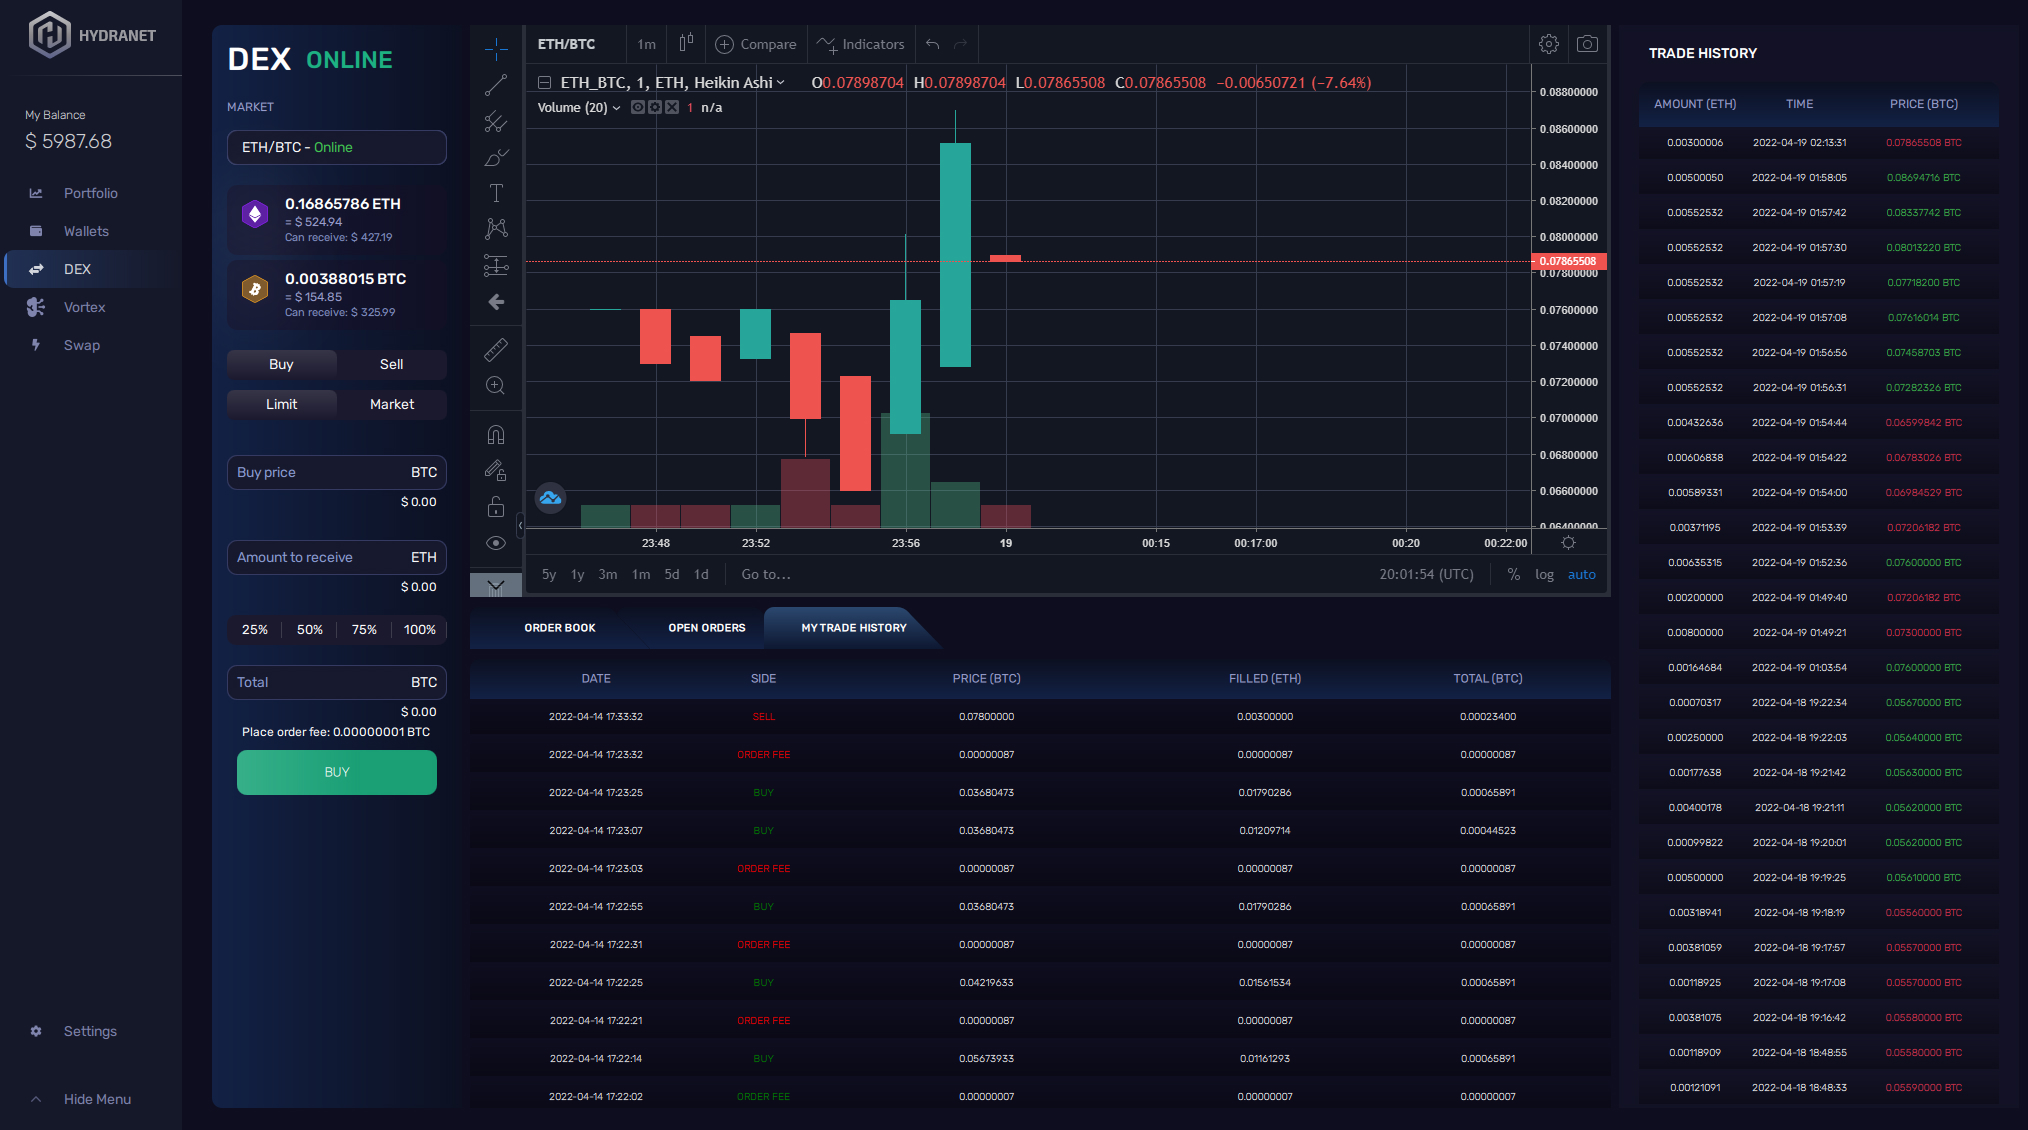 HYDRANET
My Balance
$ 5987.68
Portfolio
Wallets
DEX
Vortex
Swap
Settings
Hide Menu
DEX ONLINE
MARKET
ETH/BTC - Online
0.16865786 ETH
= $ 524.94
Can receive: $ 427.19
0.00388015 BTC
= $ 154.85
Can receive: $ 325.99
Buy Sell
Limit Market
Buy price BTC
$ 0.00
Amount to receive ETH
$ 0.00
25% 50% 75% 100%
Total BTC
$ 0.00
Place order fee: 0.00000001 BTC
BUY
ETH/BTC 1m Compare Indicators
ETH_BTC, 1, ETH, Heikin Ashi O0.07898704 H0.07898704 L0.07865508 C0.07865508 −0.00650721 (−7.64%)
Volume (20) 1 n/a
0.08800000
0.08600000
0.08400000
0.08200000
0.08000000
0.07865508
0.07800000
0.07600000
0.07400000
0.07200000
0.07000000
0.06800000
0.06600000
0.06400000
23:48 23:52 23:56 19 00:15 00:17:00 00:20 00:22:00
5y 1y 3m 1m 5d 1d Go to... 20:01:54 (UTC) % log auto
ORDER BOOK OPEN ORDERS MY TRADE HISTORY
DATE SIDE PRICE (BTC) FILLED (ETH) TOTAL (BTC)
2022-04-14 17:33:32 SELL 0.07800000 0.00300000 0.00023400
2022-04-14 17:23:32 ORDER FEE 0.00000087 0.00000087 0.00000087
2022-04-14 17:23:25 BUY 0.03680473 0.01790286 0.00065891
2022-04-14 17:23:07 BUY 0.03680473 0.01209714 0.00044523
2022-04-14 17:23:03 ORDER FEE 0.00000087 0.00000087 0.00000087
2022-04-14 17:22:55 BUY 0.03680473 0.01790286 0.00065891
2022-04-14 17:22:31 ORDER FEE 0.00000087 0.00000087 0.00000087
2022-04-14 17:22:25 BUY 0.04219633 0.01561534 0.00065891
2022-04-14 17:22:21 ORDER FEE 0.00000087 0.00000087 0.00000087
2022-04-14 17:22:14 BUY 0.05673933 0.01161293 0.00065891
2022-04-14 17:22:02 ORDER FEE 0.00000007 0.00000007 0.00000007
TRADE HISTORY
AMOUNT (ETH) TIME PRICE (BTC)
0.00300006 2022-04-19 02:13:31 0.07865508 BTC
0.00500050 2022-04-19 01:58:05 0.08694716 BTC
0.00552532 2022-04-19 01:57:42 0.08337742 BTC
0.00552532 2022-04-19 01:57:30 0.08013220 BTC
0.00552532 2022-04-19 01:57:19 0.07718200 BTC
0.00552532 2022-04-19 01:57:08 0.07616014 BTC
0.00552532 2022-04-19 01:56:56 0.07458703 BTC
0.00552532 2022-04-19 01:56:31 0.07282326 BTC
0.00432636 2022-04-19 01:54:44 0.06599842 BTC
0.00606838 2022-04-19 01:54:22 0.06783026 BTC
0.00589331 2022-04-19 01:54:00 0.06984529 BTC
0.00371195 2022-04-19 01:53:39 0.07206182 BTC
0.00635315 2022-04-19 01:52:36 0.07600000 BTC
0.00200000 2022-04-19 01:49:40 0.07206182 BTC
0.00800000 2022-04-19 01:49:21 0.07300000 BTC
0.00164684 2022-04-19 01:03:54 0.07600000 BTC
0.00070317 2022-04-18 19:22:34 0.05670000 BTC
0.00250000 2022-04-18 19:22:03 0.05640000 BTC
0.00177638 2022-04-18 19:21:42 0.05630000 BTC
0.00400178 2022-04-18 19:21:11 0.05620000 BTC
0.00099822 2022-04-18 19:20:01 0.05620000 BTC
0.00500000 2022-04-18 19:19:25 0.05610000 BTC
0.00318941 2022-04-18 19:18:19 0.05560000 BTC
0.00381059 2022-04-18 19:17:57 0.05570000 BTC
0.00118925 2022-04-18 19:17:08 0.05570000 BTC
0.00381075 2022-04-18 19:16:42 0.05580000 BTC
0.00118909 2022-04-18 18:48:55 0.05580000 BTC
0.00121091 2022-04-18 18:48:33 0.05590000 BTC